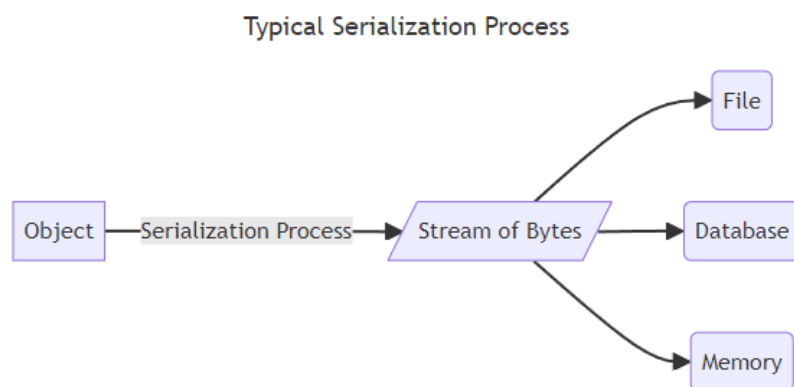 Typical Serialization Process
File
Object
Serialization Process
Stream of Bytes
Database
Memory